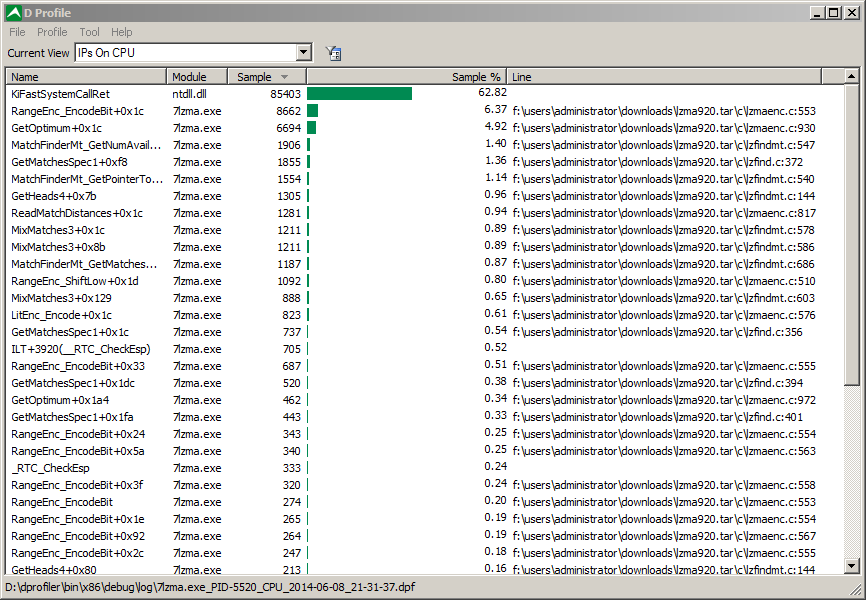 D Profile
File Profile Tool Help
Current View IPs On CPU
Name Module Sample Sample % Line
KiFastSystemCallRet ntdll.dll 85403 62.82
RangeEnc_EncodeBit+0x1c 7lzma.exe 8662 6.37 f:\users\administrator\downloads\lzma920.tar\c\lzmaenc.c:553
GetOptimum+0x1c 7lzma.exe 6694 4.92 f:\users\administrator\downloads\lzma920.tar\c\lzmaenc.c:930
MatchFinderMt_GetNumAvail... 7lzma.exe 1906 1.40 f:\users\administrator\downloads\lzma920.tar\c\lzfindmt.c:547
GetMatchesSpec1+0xf8 7lzma.exe 1855 1.36 f:\users\administrator\downloads\lzma920.tar\c\lzfind.c:372
MatchFinderMt_GetPointerTo... 7lzma.exe 1554 1.14 f:\users\administrator\downloads\lzma920.tar\c\lzfindmt.c:540
GetHeads4+0x7b 7lzma.exe 1305 0.96 f:\users\administrator\downloads\lzma920.tar\c\lzfindmt.c:144
ReadMatchDistances+0x1c 7lzma.exe 1281 0.94 f:\users\administrator\downloads\lzma920.tar\c\lzmaenc.c:817
MixMatches3+0x1c 7lzma.exe 1211 0.89 f:\users\administrator\downloads\lzma920.tar\c\lzfindmt.c:578
MixMatches3+0x8b 7lzma.exe 1211 0.89 f:\users\administrator\downloads\lzma920.tar\c\lzfindmt.c:586
MatchFinderMt_GetMatches... 7lzma.exe 1187 0.87 f:\users\administrator\downloads\lzma920.tar\c\lzfindmt.c:686
RangeEnc_ShiftLow+0x1d 7lzma.exe 1092 0.80 f:\users\administrator\downloads\lzma920.tar\c\lzmaenc.c:510
MixMatches3+0x129 7lzma.exe 888 0.65 f:\users\administrator\downloads\lzma920.tar\c\lzfindmt.c:603
LitEnc_Encode+0x1c 7lzma.exe 823 0.61 f:\users\administrator\downloads\lzma920.tar\c\lzmaenc.c:576
GetMatchesSpec1+0x1c 7lzma.exe 737 0.54 f:\users\administrator\downloads\lzma920.tar\c\lzfind.c:356
ILT+3920(__RTC_CheckEsp) 7lzma.exe 705 0.52
RangeEnc_EncodeBit+0x33 7lzma.exe 687 0.51 f:\users\administrator\downloads\lzma920.tar\c\lzmaenc.c:555
GetMatchesSpec1+0x1dc 7lzma.exe 520 0.38 f:\users\administrator\downloads\lzma920.tar\c\lzfind.c:394
GetOptimum+0x1a4 7lzma.exe 462 0.34 f:\users\administrator\downloads\lzma920.tar\c\lzmaenc.c:972
GetMatchesSpec1+0x1fa 7lzma.exe 443 0.33 f:\users\administrator\downloads\lzma920.tar\c\lzfind.c:401
RangeEnc_EncodeBit+0x24 7lzma.exe 343 0.25 f:\users\administrator\downloads\lzma920.tar\c\lzmaenc.c:554
RangeEnc_EncodeBit+0x5a 7lzma.exe 340 0.25 f:\users\administrator\downloads\lzma920.tar\c\lzmaenc.c:563
_RTC_CheckEsp 7lzma.exe 333 0.24
RangeEnc_EncodeBit+0x3f 7lzma.exe 320 0.24 f:\users\administrator\downloads\lzma920.tar\c\lzmaenc.c:558
RangeEnc_EncodeBit 7lzma.exe 274 0.20 f:\users\administrator\downloads\lzma920.tar\c\lzmaenc.c:553
RangeEnc_EncodeBit+0x1e 7lzma.exe 265 0.19 f:\users\administrator\downloads\lzma920.tar\c\lzmaenc.c:554
RangeEnc_EncodeBit+0x92 7lzma.exe 264 0.19 f:\users\administrator\downloads\lzma920.tar\c\lzmaenc.c:567
RangeEnc_EncodeBit+0x2c 7lzma.exe 247 0.18 f:\users\administrator\downloads\lzma920.tar\c\lzmaenc.c:555
GetHeads4+0x80 7lzma.exe 213 0.16 f:\users\administrator\downloads\lzma920.tar\c\lzfindmt.c:144
D:\dprofiler\bin\x86\debug\log\7lzma.exe_PID-5520_CPU_2014-06-08_21-31-37.dpf